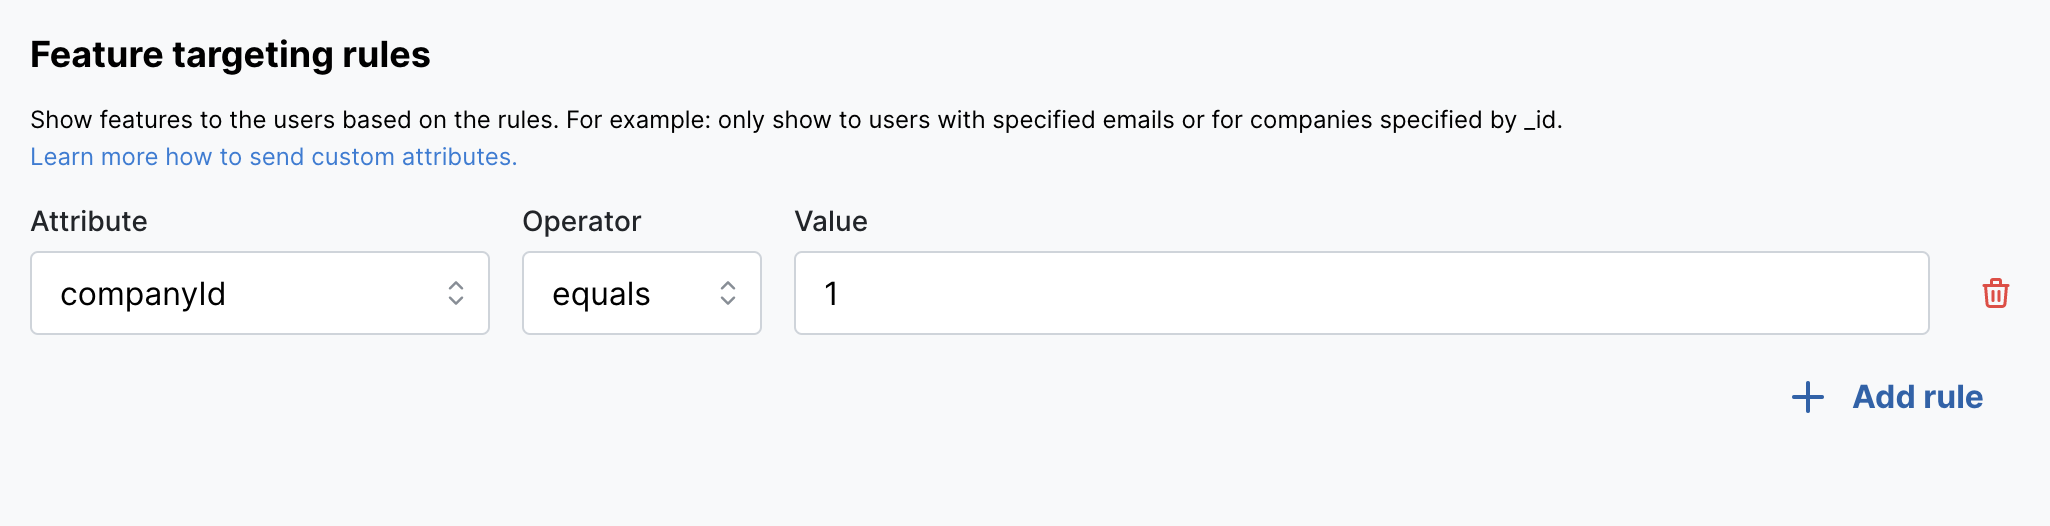 Feature targeting rules
Show features to the users based on the rules. For example: only show to users with specified emails or for companies specified by _id.
Learn more how to send custom attributes.
Attribute Operator Value
companyId equals 1
Add rule